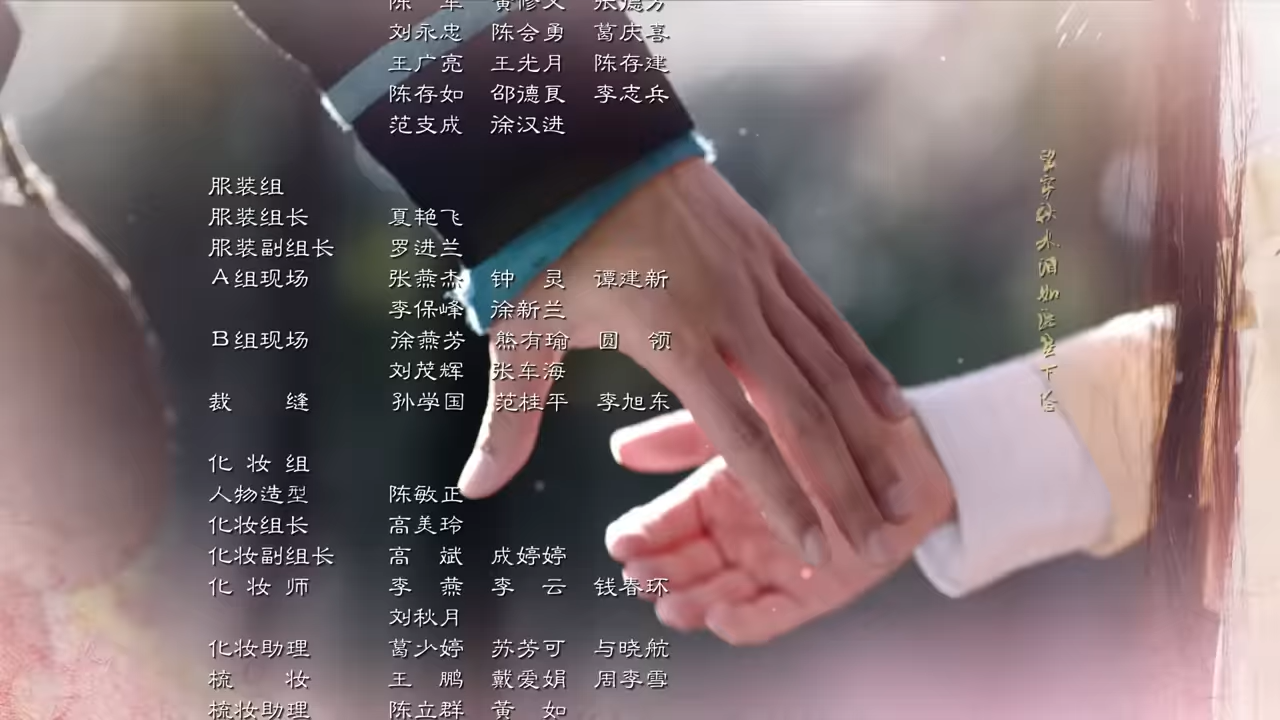 刘永忠 陈会勇 葛庆喜
王广亮 王光月 陈存建
陈存如 邵德良 李志兵
范支成 徐汉进
服装组
服装组长 夏艳飞
服装副组长 罗进兰
A组现场 张燕杰 钟 灵 谭建新
李保峰 涂新兰
B组现场 徐燕芳 熊有瑜 圆 领
刘茂辉 张车海
裁 缝 孙学国 范桂平 李旭东
化 妆 组
人物造型 陈敏正
化妆组长 高美玲
化妆副组长 高 斌 成婷婷
化 妆 师 李 燕 李 云 钱春环
刘秋月
化妆助理 葛少婷 苏芳可 与晓航
梳 妆 王 鹏 戴爱娟 周李雪
梳妆助理 陈立群 黄 如